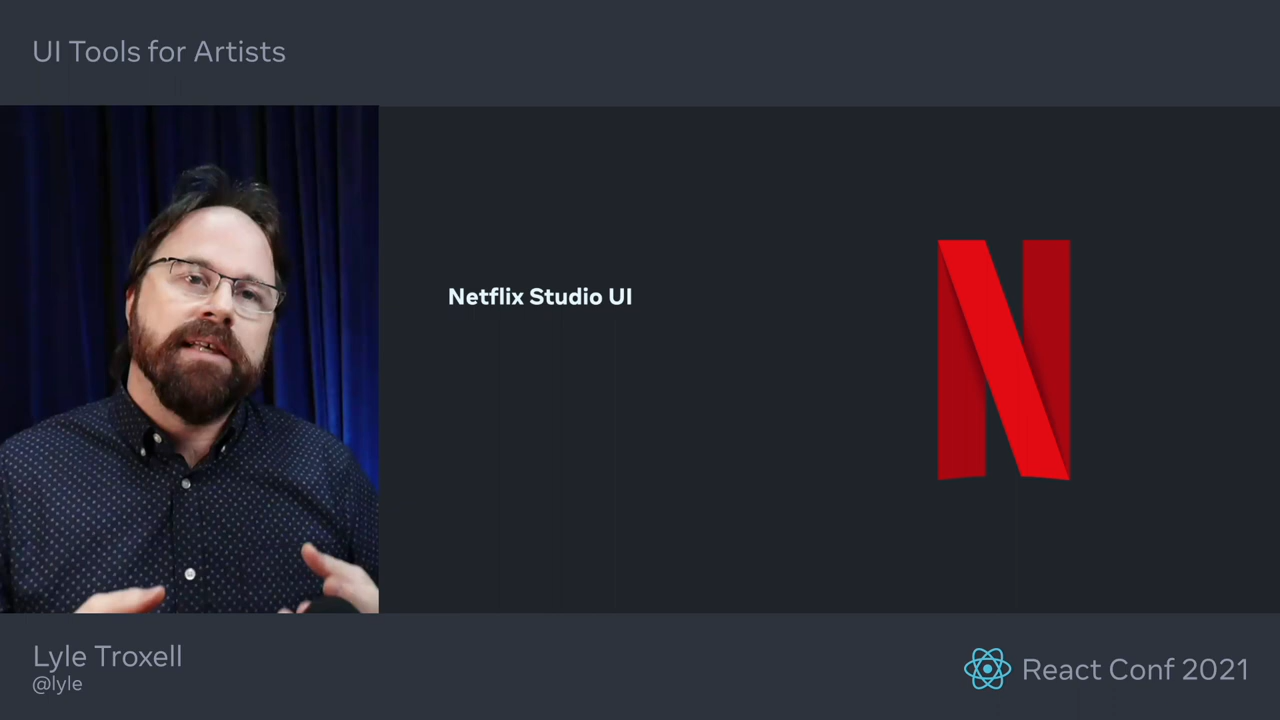 UI Tools for Artists
Netflix Studio UI
Lyle Troxell
@lyle
React Conf 2021